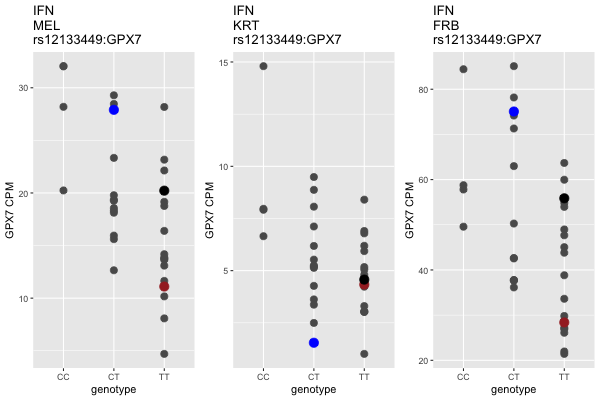 IFN
MEL
rs12133449:GPX7
GPX7 CPM
30
20
10
CC CT TT
genotype
IFN
KRT
rs12133449:GPX7
GPX7 CPM
15
10
5
CC CT TT
genotype
IFN
FRB
rs12133449:GPX7
GPX7 CPM
80
60
40
20
CC CT TT
genotype